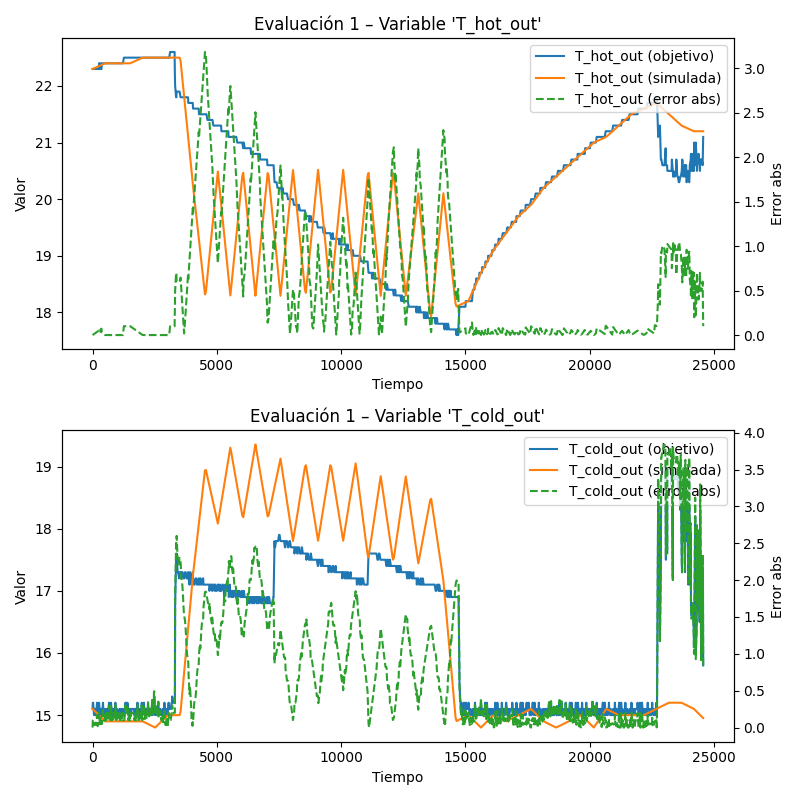 Evaluación 1 – Variable 'T_hot_out'
T_hot_out (objetivo)
T_hot_out (simulada)
T_hot_out (error abs)
Valor
22
21
20
19
18
3.0
2.5
2.0
1.5
1.0
0.5
0.0
Error abs
0
5000
10000
15000
20000
25000
Tiempo
Evaluación 1 – Variable 'T_cold_out'
T_cold_out (objetivo)
T_cold_out (simulada)
T_cold_out (error abs)
Valor
19
18
17
16
15
4.0
3.5
3.0
2.5
2.0
1.5
1.0
0.5
0.0
Error abs
0
5000
10000
15000
20000
25000
Tiempo